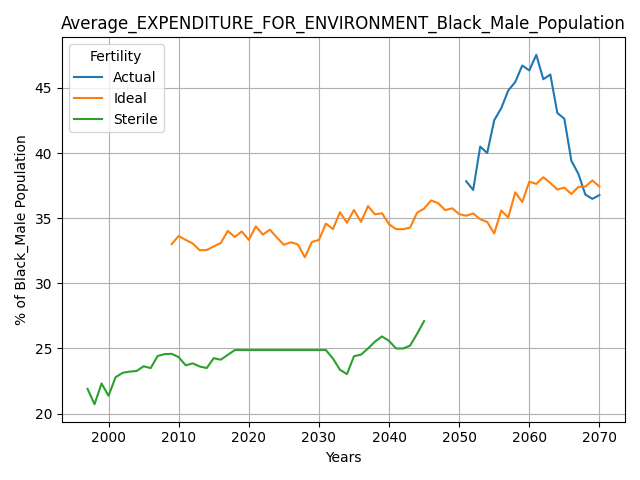 Average_EXPENDITURE_FOR_ENVIRONMENT_Black_Male_Population
Fertility
Actual
Ideal
Sterile
% of Black_Male Population
45
40
35
30
25
20
2000 2010 2020 2030 2040 2050 2060 2070
Years